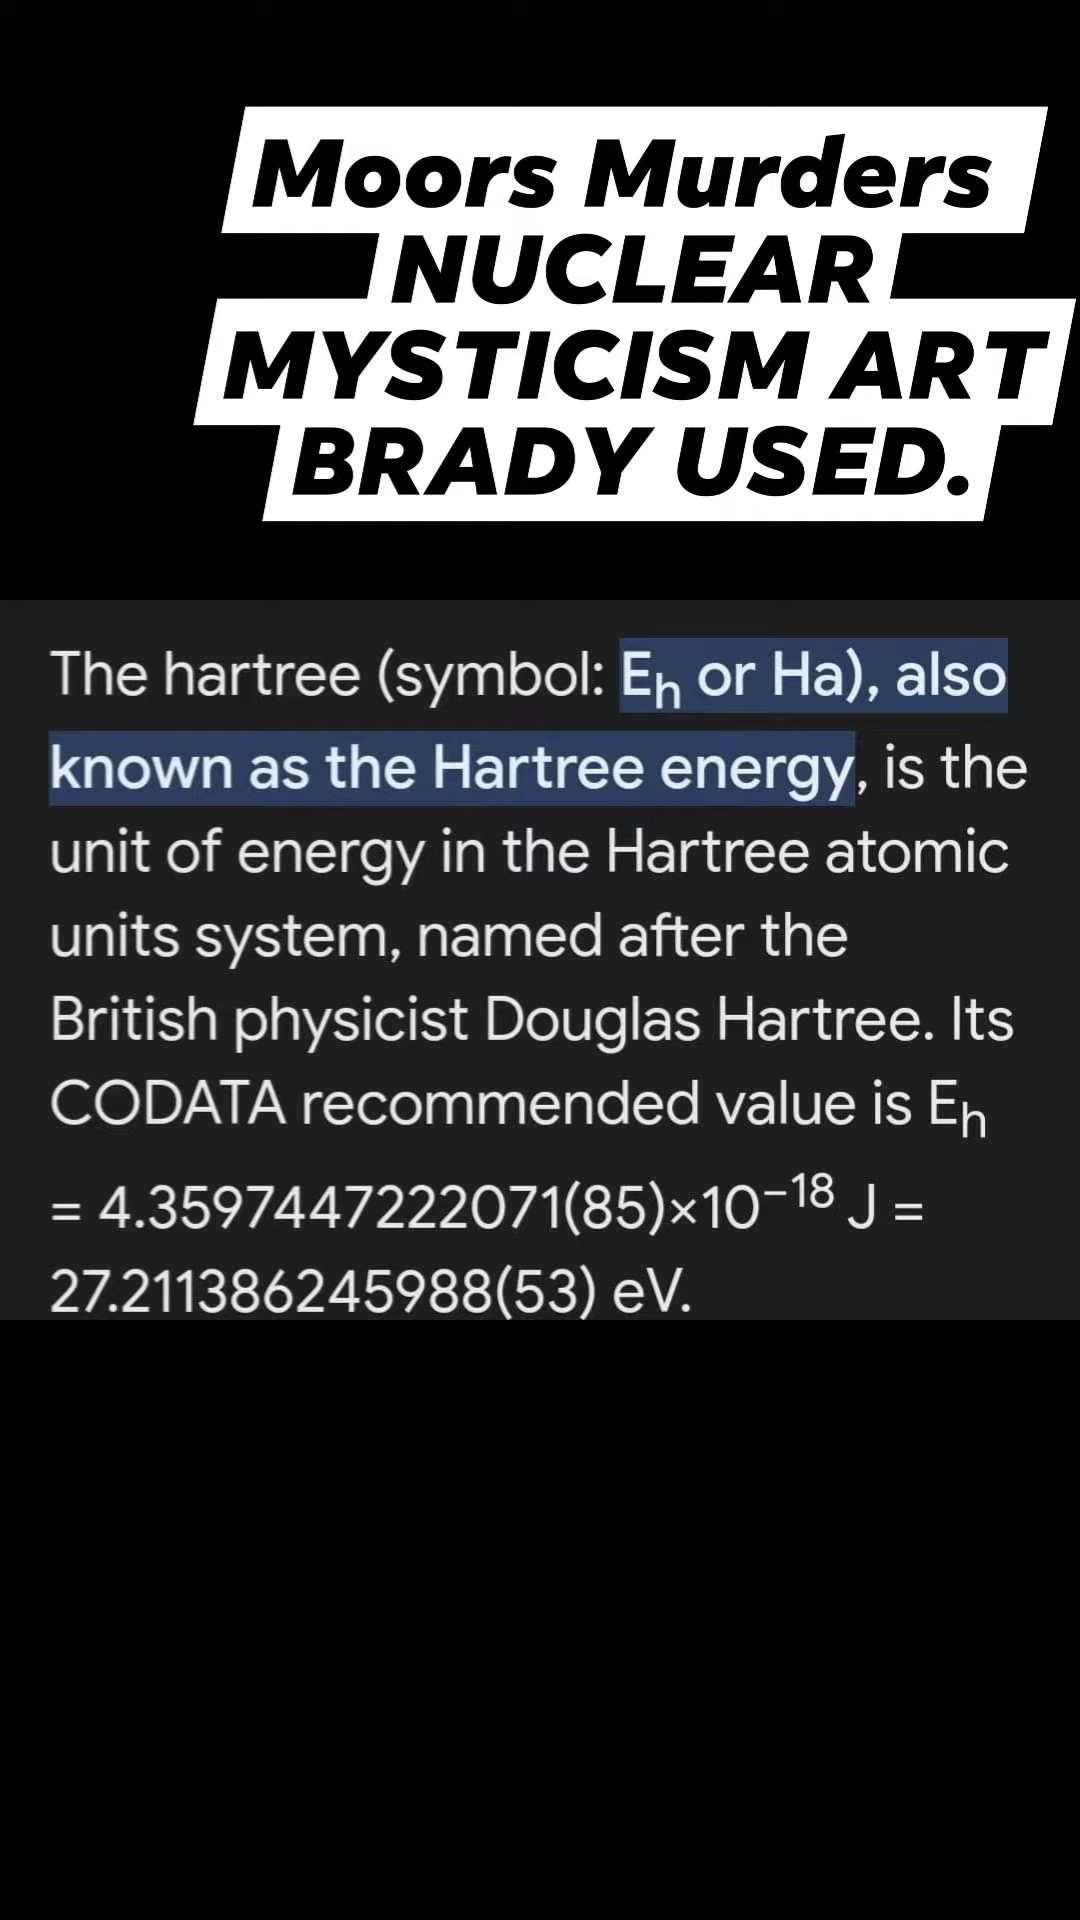 Moors Murders
NUCLEAR
MYSTICISM ART
BRADY USED.
The hartree (symbol: Eₕ or Ha), also
known as the Hartree energy, is the
unit of energy in the Hartree atomic
units system, named after the
British physicist Douglas Hartree. Its
CODATA recommended value is Eₕ
= 4.3597447222071(85)×10⁻¹⁸ J =
27.211386245988(53) eV.